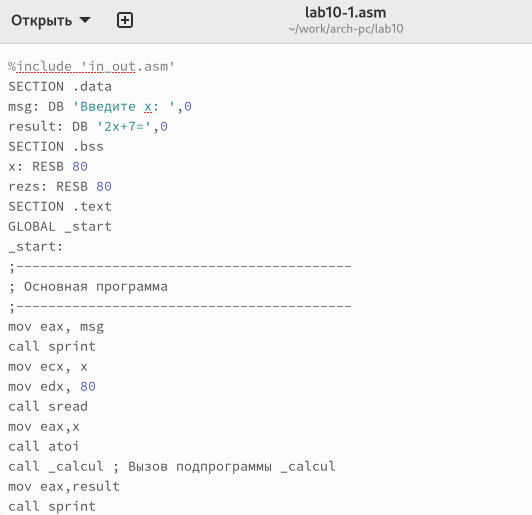 Открыть
lab10-1.asm
~/work/arch-pc/lab10
%include 'in_out.asm'
SECTION .data
msg: DB 'Введите x: ',0
result: DB '2x+7=',0
SECTION .bss
x: RESB 80
rezs: RESB 80
SECTION .text
GLOBAL _start
_start:
;------------------------------------------
; Основная программа
;------------------------------------------
mov eax, msg
call sprint
mov ecx, x
mov edx, 80
call sread
mov eax,x
call atoi
call _calcul ; Вызов подпрограммы _calcul
mov eax,result
call sprint